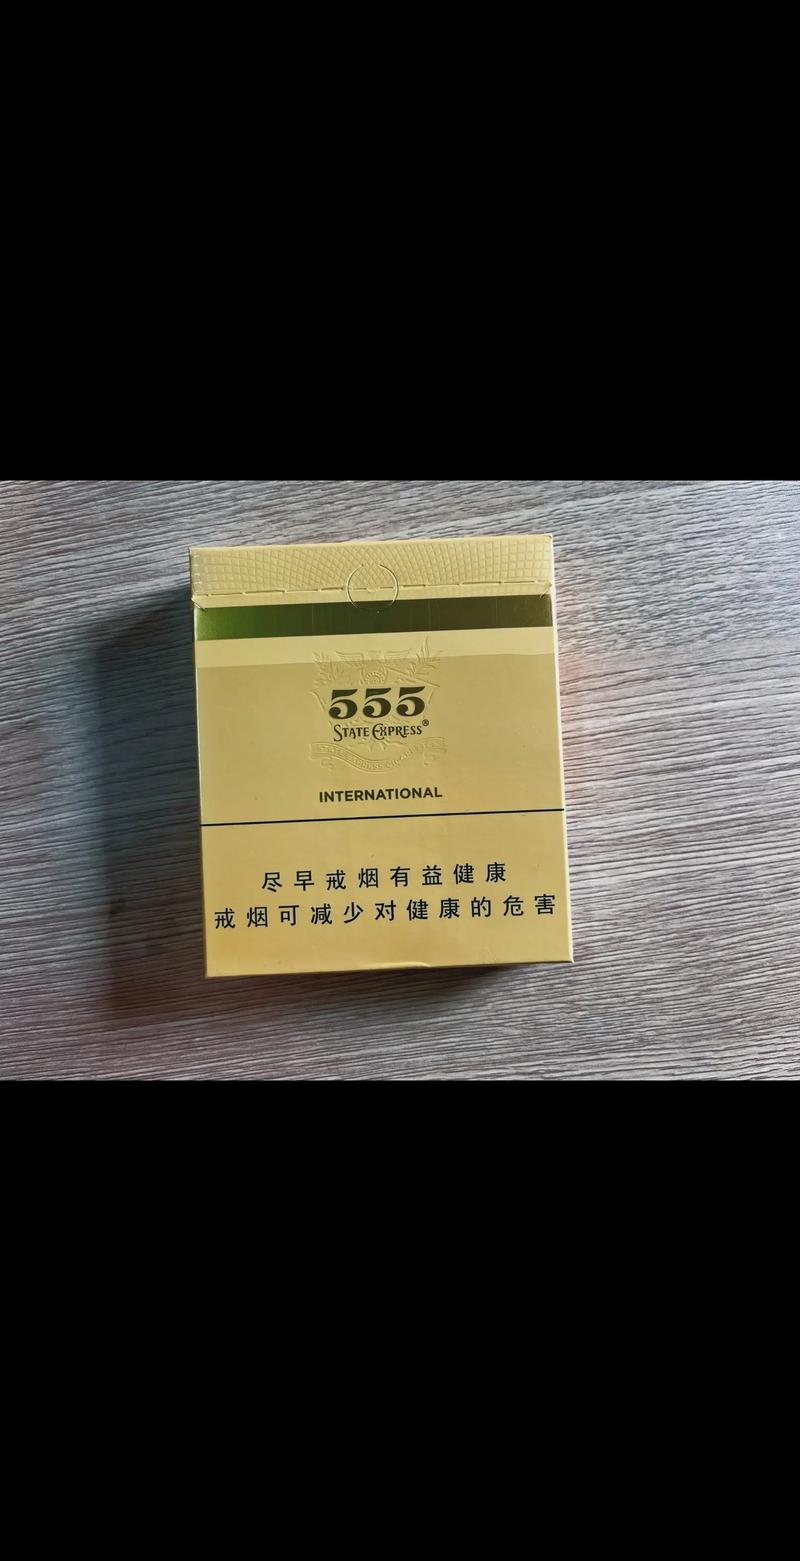 555
STATE EXPRESS®
INTERNATIONAL
尽早戒烟有益健康
戒烟可减少对健康的危害